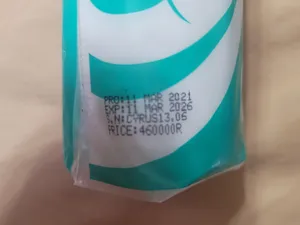 PRD:11 MAR 2021
EXP:11 MAR 2026
L.N:CYRUS13.06
PRICE:460000R